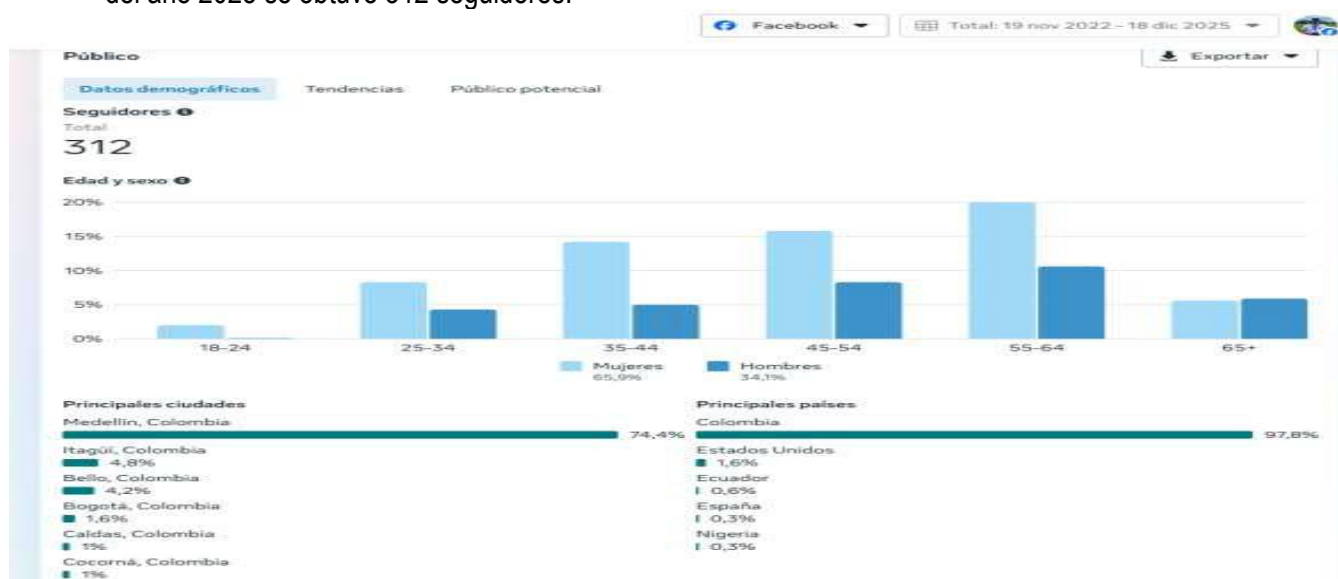 del año 2025 se obtuvo 312 seguidores.
Facebook Total: 19 nov 2022 – 18 dic 2025
Público Exportar
Datos demográficos Tendencias Público potencial
Seguidores
Total
312
Edad y sexo
20%
15%
10%
5%
0%
18-24 25-34 35-44 45-54 55-64 65+
Mujeres Hombres
65,9% 34,1%
Principales ciudades
Medellín, Colombia
74,4%
Itagüí, Colombia
4,8%
Bello, Colombia
4,2%
Bogotá, Colombia
1,6%
Caldas, Colombia
1%
Cocorná, Colombia
1%
Principales países
Colombia
97,8%
Estados Unidos
1,6%
Ecuador
0,6%
España
0,3%
Nigeria
0,3%